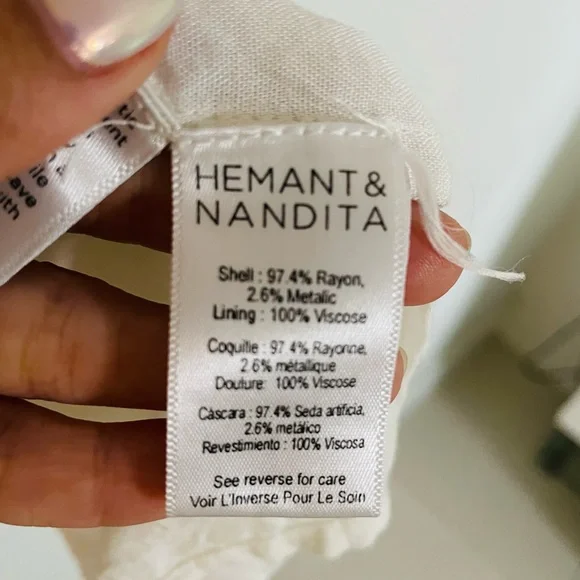 HEMANT &
NANDITA
Shell : 97.4% Rayon,
2.6% Metalic
Lining : 100% Viscose
Coquille : 97.4% Rayonne,
2.6% métallique
Douture: 100% Viscose
Cáscara : 97.4% Seda artificia,
2.6% metálico
Revestimiento : 100% Viscosa
See reverse for care
Voir L'Inverse Pour Le Soin